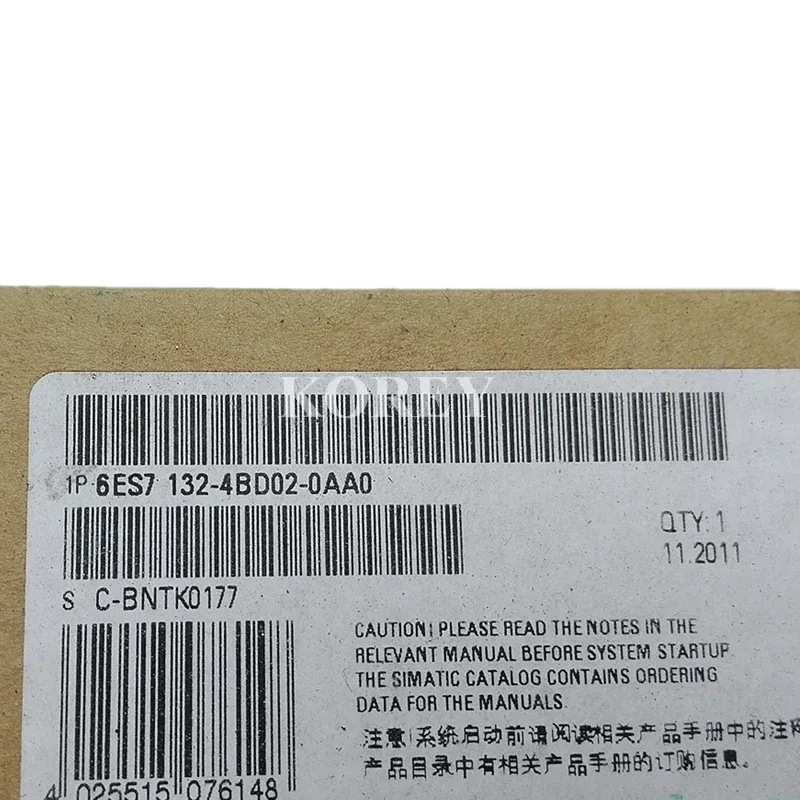 KOREY
1P 6ES7 132-4BD02-0AA0
QTY: 1
11.2011
S C-BNTK0177
CAUTION! PLEASE READ THE NOTES IN THE
RELEVANT MANUAL BEFORE SYSTEM STARTUP.
THE SIMATIC CATALOG CONTAINS ORDERING
DATA FOR THE MANUALS.
注意!系统启动前请阅读相关产品手册中的注释
产品目录中有相关产品手册的订购信息。
4 025515 076148